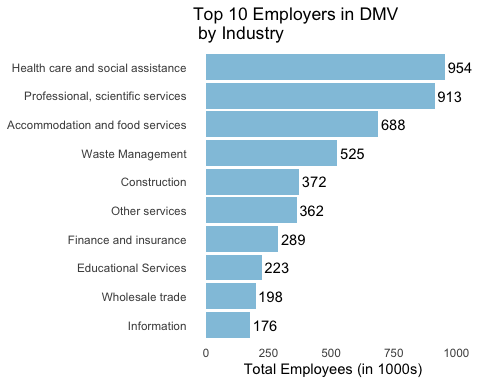 Top 10 Employers in DMV
by Industry
Health care and social assistance 954
Professional, scientific services 913
Accommodation and food services 688
Waste Management 525
Construction 372
Other services 362
Finance and insurance 289
Educational Services 223
Wholesale trade 198
Information 176
0 250 500 750 1000
Total Employees (in 1000s)